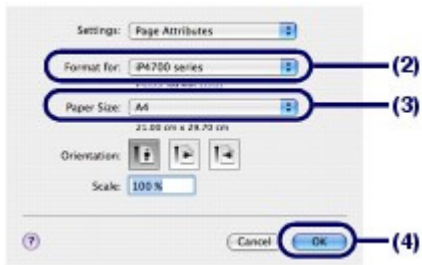 Settings: Page Attributes
Format for: iP4700 series (2)
Paper Size: A4 (3)
21.00 cm x 29.70 cm
Orientation:
Scale: 100 %
? Cancel OK (4)